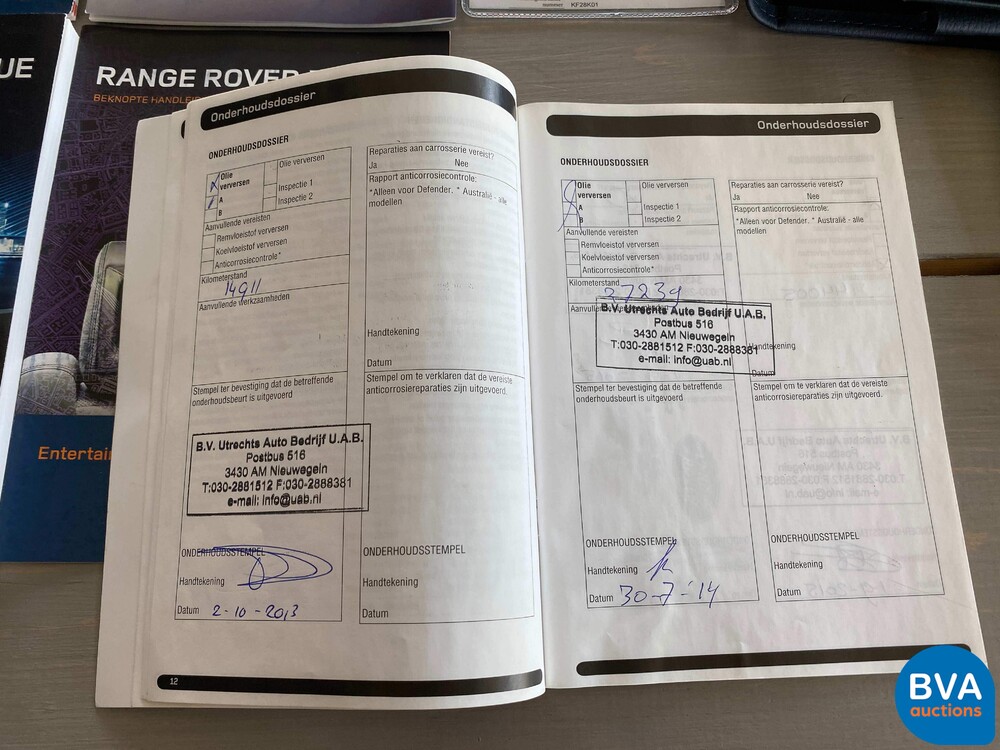 KF28K01
UE
RANGE ROVER
BEKNOPTE HANDLEI
Entertai
Onderhoudsdossier
ONDERHOUDSDOSSIER
Olie verversen
A
B
Olie verversen
Inspectie 1
Inspectie 2
Aanvullende vereisten
Remvloeistof verversen
Koelvloeistof verversen
Anticorrosiecontrole*
Kilometerstand
14911
Aanvullende werkzaamheden
Stempel ter bevestiging dat de betreffende
onderhoudsbeurt is uitgevoerd
B.V. Utrechts Auto Bedrijf U.A.B.
Postbus 516
3430 AM Nieuwegein
T:030-2881512 F:030-2888381
e-mail: info@uab.nl
ONDERHOUDSSTEMPEL
Handtekening
Datum 2-10-2013
Reparaties aan carrosserie vereist?
Ja Nee
Rapport anticorrosiecontrole:
*Alleen voor Defender. * Australië - alle
modellen
Handtekening
Datum
Stempel om te verklaren dat de vereiste
anticorrosiereparaties zijn uitgevoerd.
ONDERHOUDSSTEMPEL
Handtekening
Datum
12
Onderhoudsdossier
ONDERHOUDSDOSSIER
Olie verversen
A
B
Olie verversen
Inspectie 1
Inspectie 2
Aanvullende vereisten
Remvloeistof verversen
Koelvloeistof verversen
Anticorrosiecontrole*
Kilometerstand
37239
B.V. Utrechts Auto Bedrijf U.A.B.
Postbus 516
3430 AM Nieuwegein
T:030-2881512 F:030-2888381
e-mail: info@uab.nl
Stempel ter bevestiging dat de betreffende
onderhoudsbeurt is uitgevoerd
ONDERHOUDSSTEMPEL
Handtekening
Datum 30-7-'14
Reparaties aan carrosserie vereist?
Ja Nee
Rapport anticorrosiecontrole:
*Alleen voor Defender. * Australië - alle
modellen
Handtekening
Datum
Stempel om te verklaren dat de vereiste
anticorrosiereparaties zijn uitgevoerd.
ONDERHOUDSSTEMPEL
Handtekening
Datum
BVA
auctions